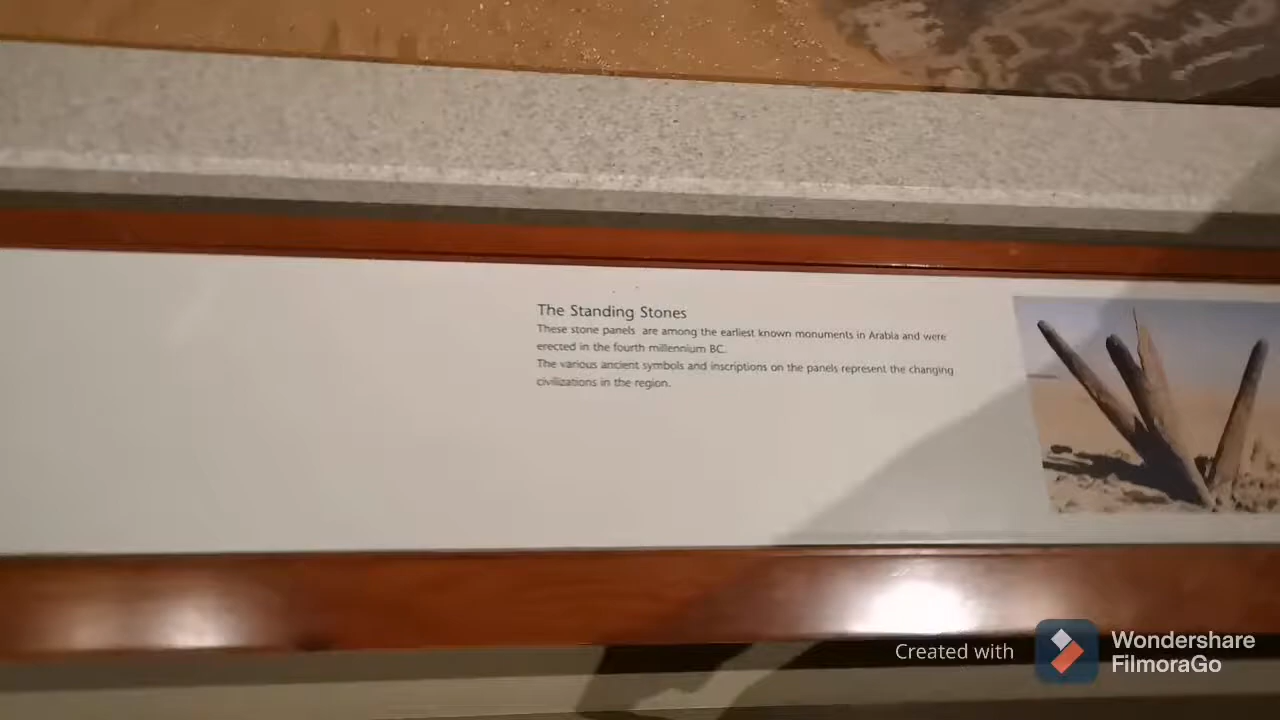 The Standing Stones
These stone panels are among the earliest known monuments in Arabia and were
erected in the fourth millennium BC.
The various ancient symbols and inscriptions on the panels represent the changing
civilizations in the region.
Created with
Wondershare
FilmoraGo